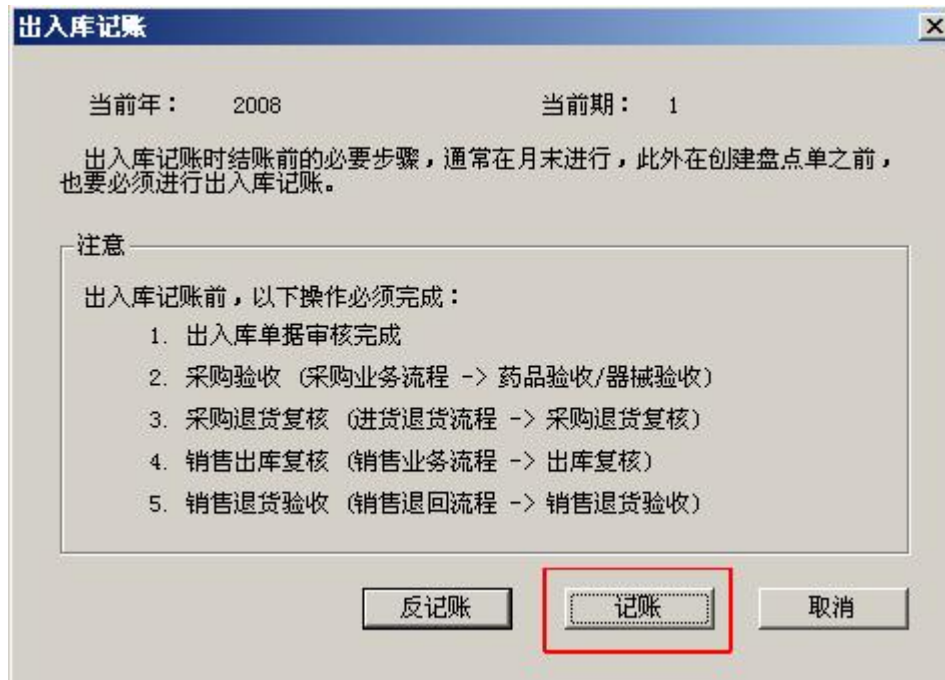 出入库记账
当前年： 2008 当前期： 1
出入库记账时结账前的必要步骤，通常在月末进行，此外在创建盘点单之前，
也要必须进行出入库记账。
注意
出入库记账前，以下操作必须完成：
1. 出入库单据审核完成
2. 采购验收（采购业务流程 -> 药品验收/器械验收）
3. 采购退货复核（进货退货流程 -> 采购退货复核）
4. 销售出库复核（销售业务流程 -> 出库复核）
5. 销售退货验收（销售退回流程 -> 销售退货验收）
反记账 记账 取消